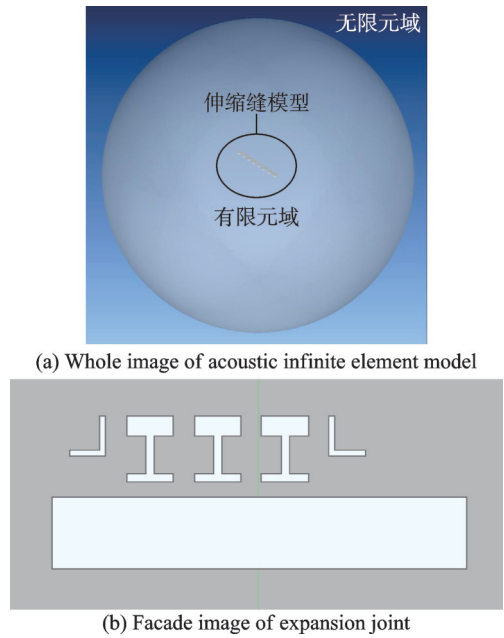 无限元域
伸缩缝模型
有限元域
(a) Whole image of acoustic infinite element model
(b) Facade image of expansion joint